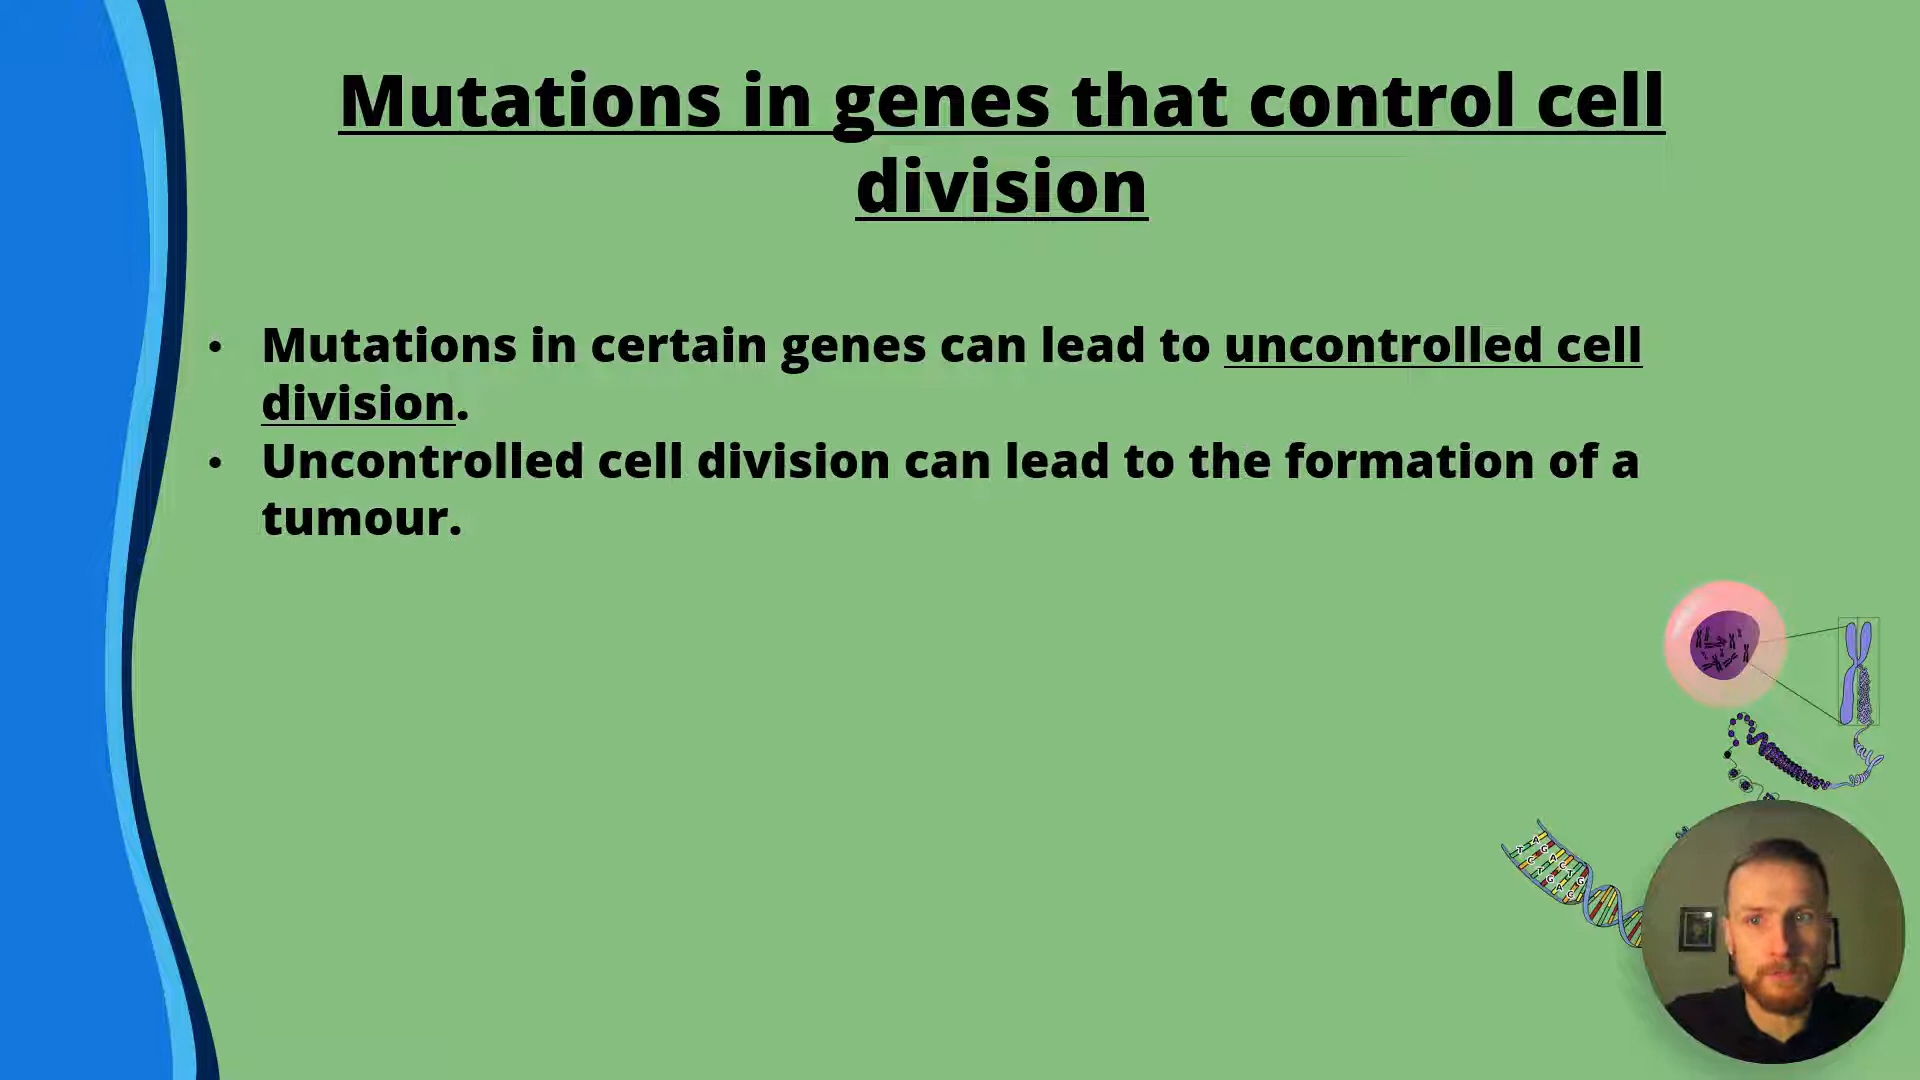 Mutations in genes that control cell
division
• Mutations in certain genes can lead to uncontrolled cell
division.
• Uncontrolled cell division can lead to the formation of a
tumour.